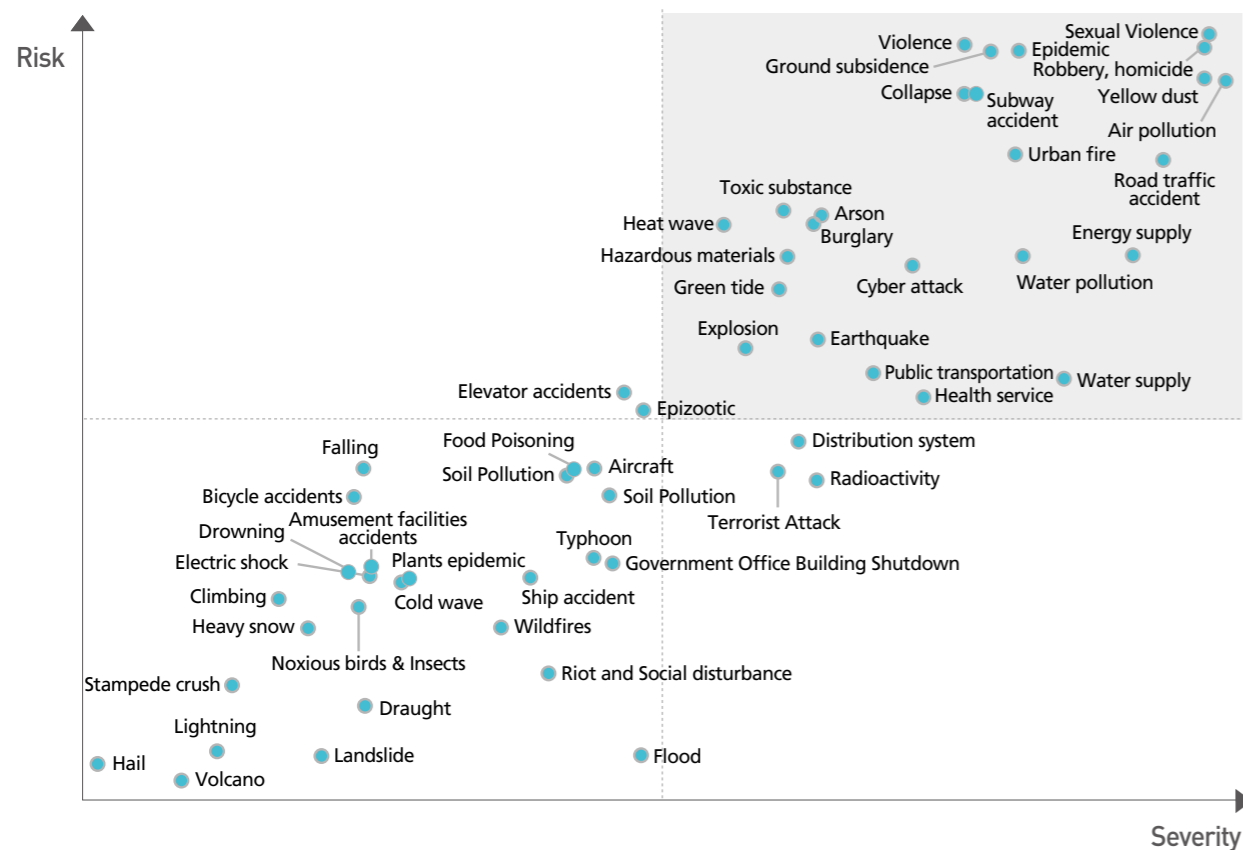 Risk
Sexual Violence
Violence
Epidemic
Ground subsidence
Robbery, homicide
Collapse
Subway
accident
Yellow dust
Air pollution
Urban fire
Road traffic
accident
Toxic substance
Heat wave
Arson
Burglary
Energy supply
Hazardous materials
Green tide
Cyber attack
Water pollution
Explosion
Earthquake
Public transportation
Water supply
Elevator accidents
Health service
Epizootic
Falling
Food Poisoning
Distribution system
Soil Pollution
Aircraft
Radioactivity
Bicycle accidents
Soil Pollution
Amusement facilities
accidents
Terrorist Attack
Drowning
Typhoon
Electric shock
Plants epidemic
Government Office Building Shutdown
Climbing
Cold wave
Ship accident
Heavy snow
Wildfires
Noxious birds & Insects
Stampede crush
Riot and Social disturbance
Draught
Lightning
Hail
Landslide
Flood
Volcano
Severity